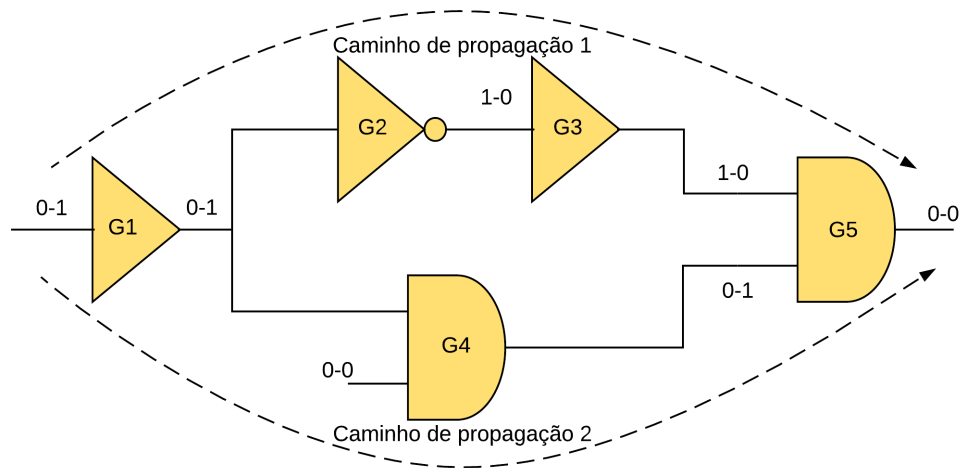 Caminho de propagação 1
1-0
G2
G3
1-0
0-1
0-1
G1
G5
0-0
0-1
G4
0-0
Caminho de propagação 2